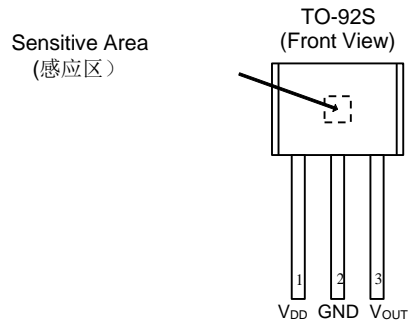 TO-92S
(Front View)
Sensitive Area
(感应区）
1 2 3
VDD GND VOUT